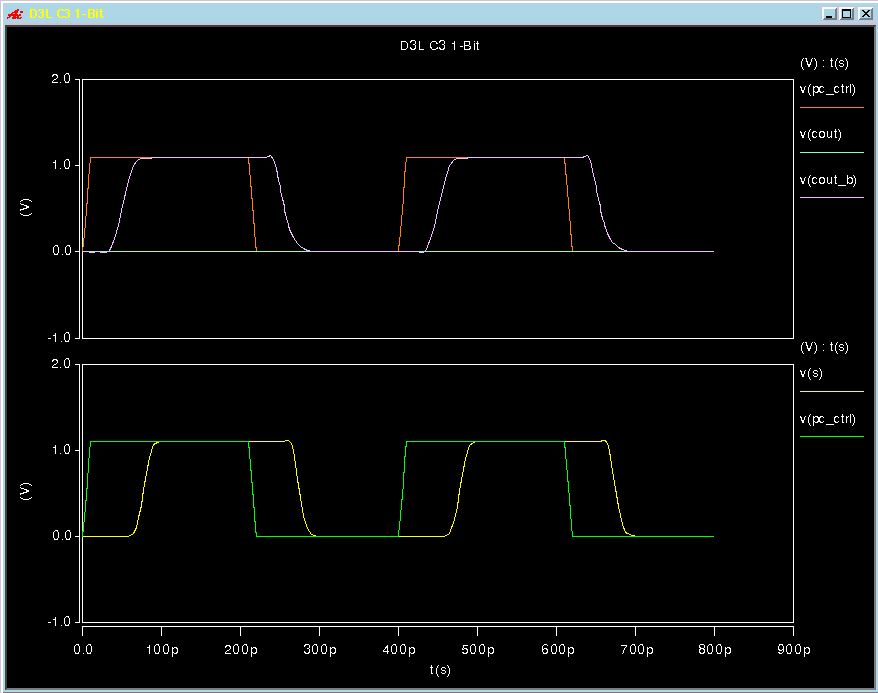 D3L C3 1-Bit
D3L C3 1-Bit
(V) : t(s)
v(pc_ctrl)
v(cout)
v(cout_b)
2.0
1.0
(V)
0.0
-1.0
(V) : t(s)
v(s)
v(pc_ctrl)
2.0
1.0
(V)
0.0
-1.0
0.0 100p 200p 300p 400p 500p 600p 700p 800p 900p
t(s)